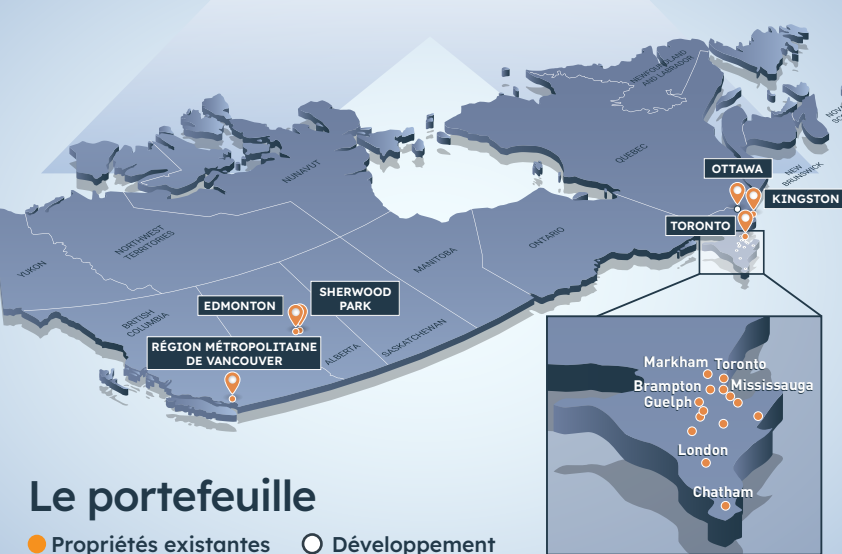 NEWFOUNDLAND
AND LABRADOR
QUÉBEC
NEW
BRUNSWICK
OTTAWA
KINGSTON
TORONTO
NUNAVUT
NORTHWEST
TERRITORIES
YUKON
ONTARIO
MANITOBA
SHERWOOD
PARK
EDMONTON
BRITISH
COLUMBIA
RÉGION MÉTROPOLITAINE
DE VANCOUVER
ALBERTA
SASKATCHEWAN
Markham
Toronto
Brampton
Mississauga
Guelph
London
Chatham
Le portefeuille
Propriétés existantes
Développement